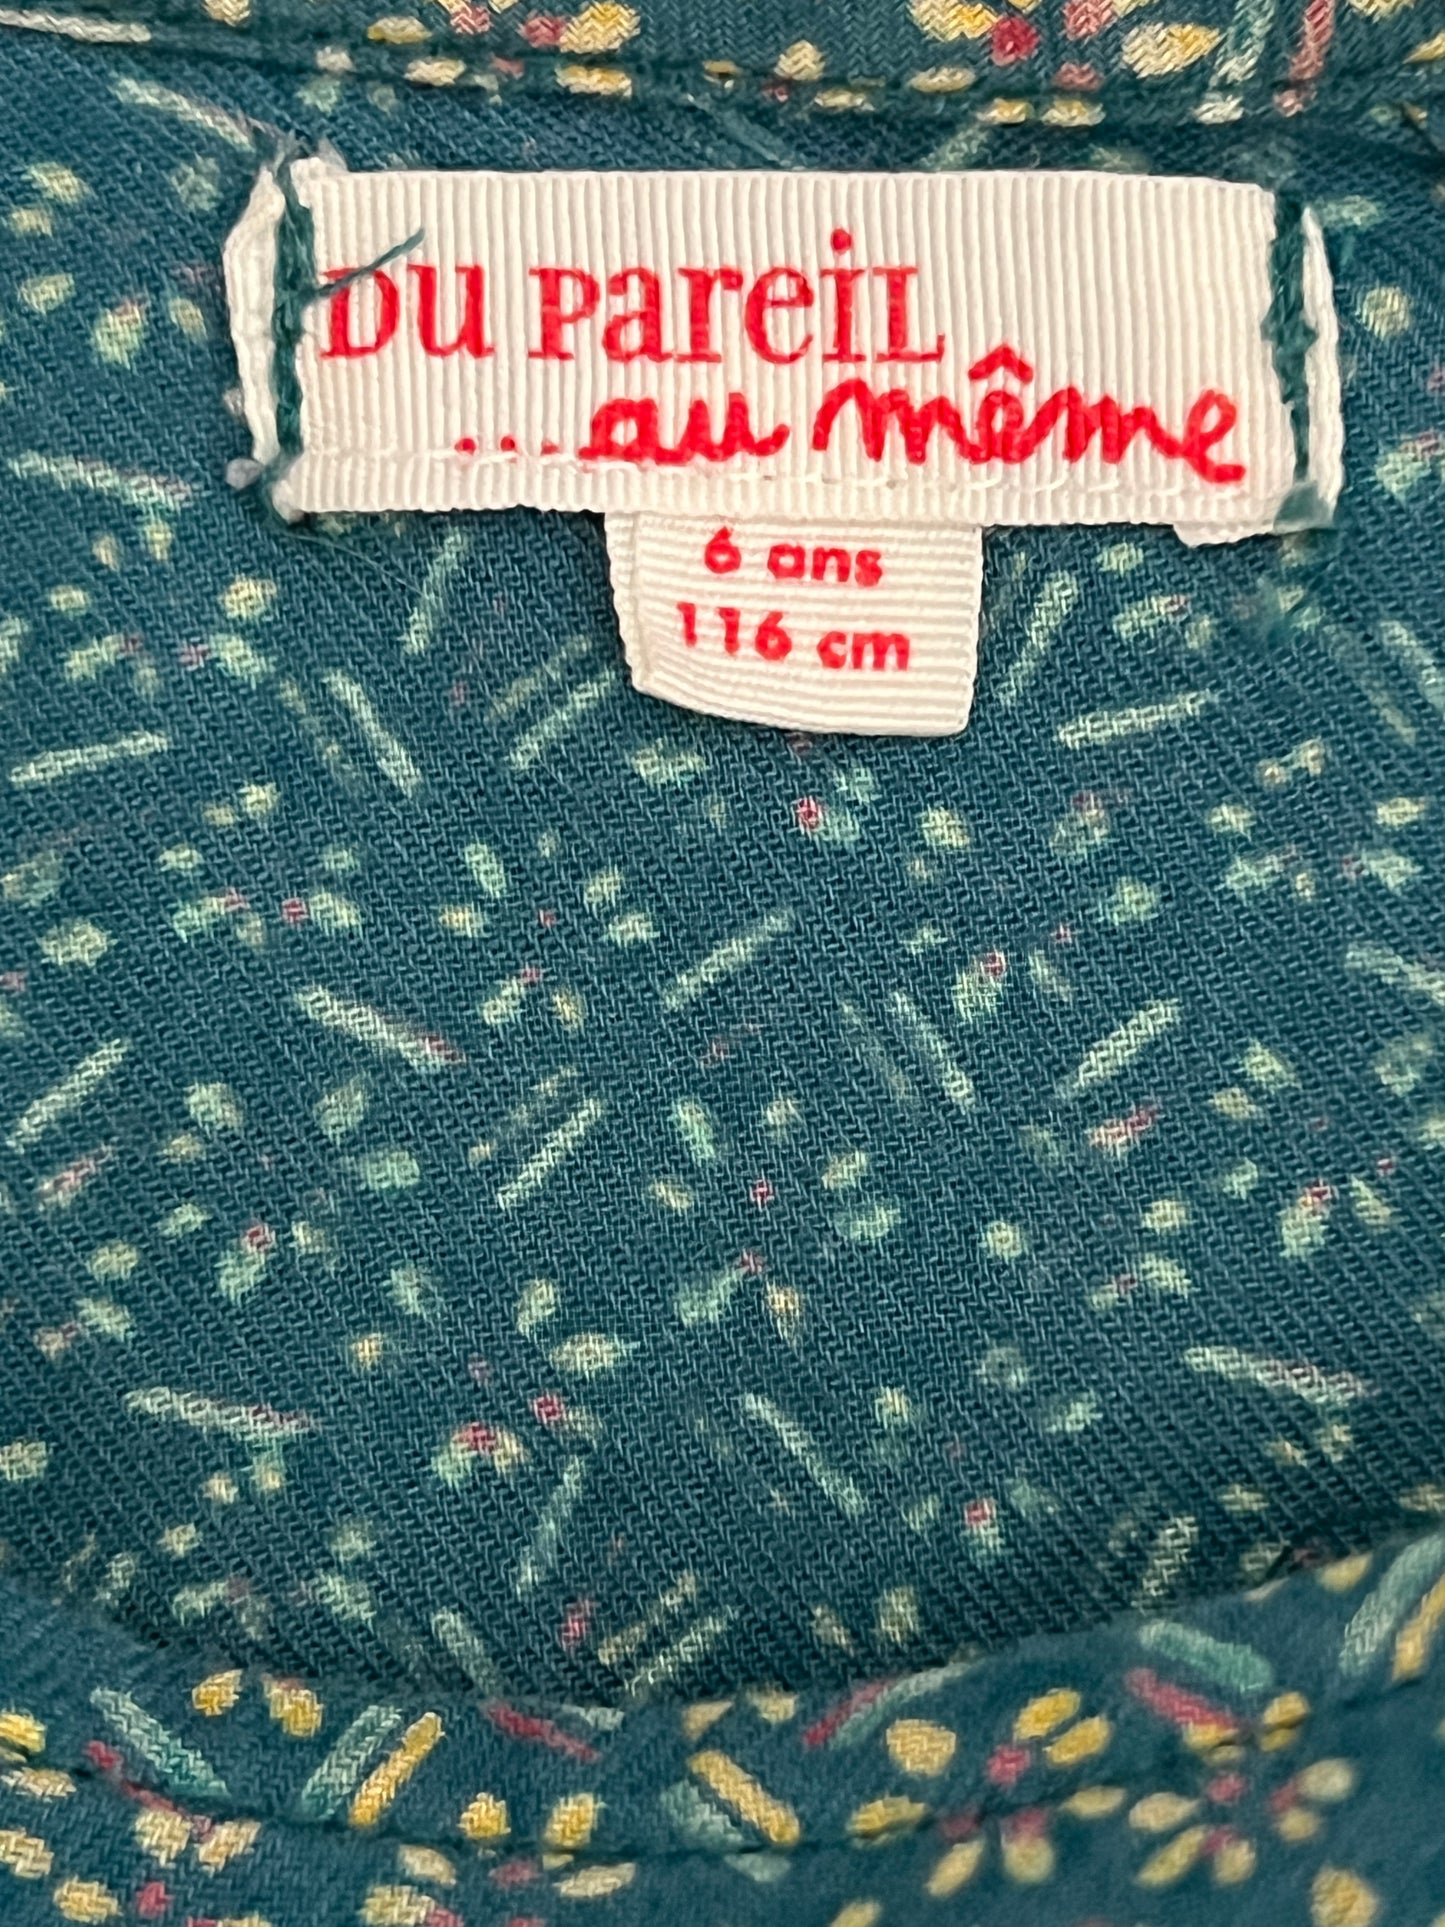 DU PareiL
...au même
6 ans
116 cm